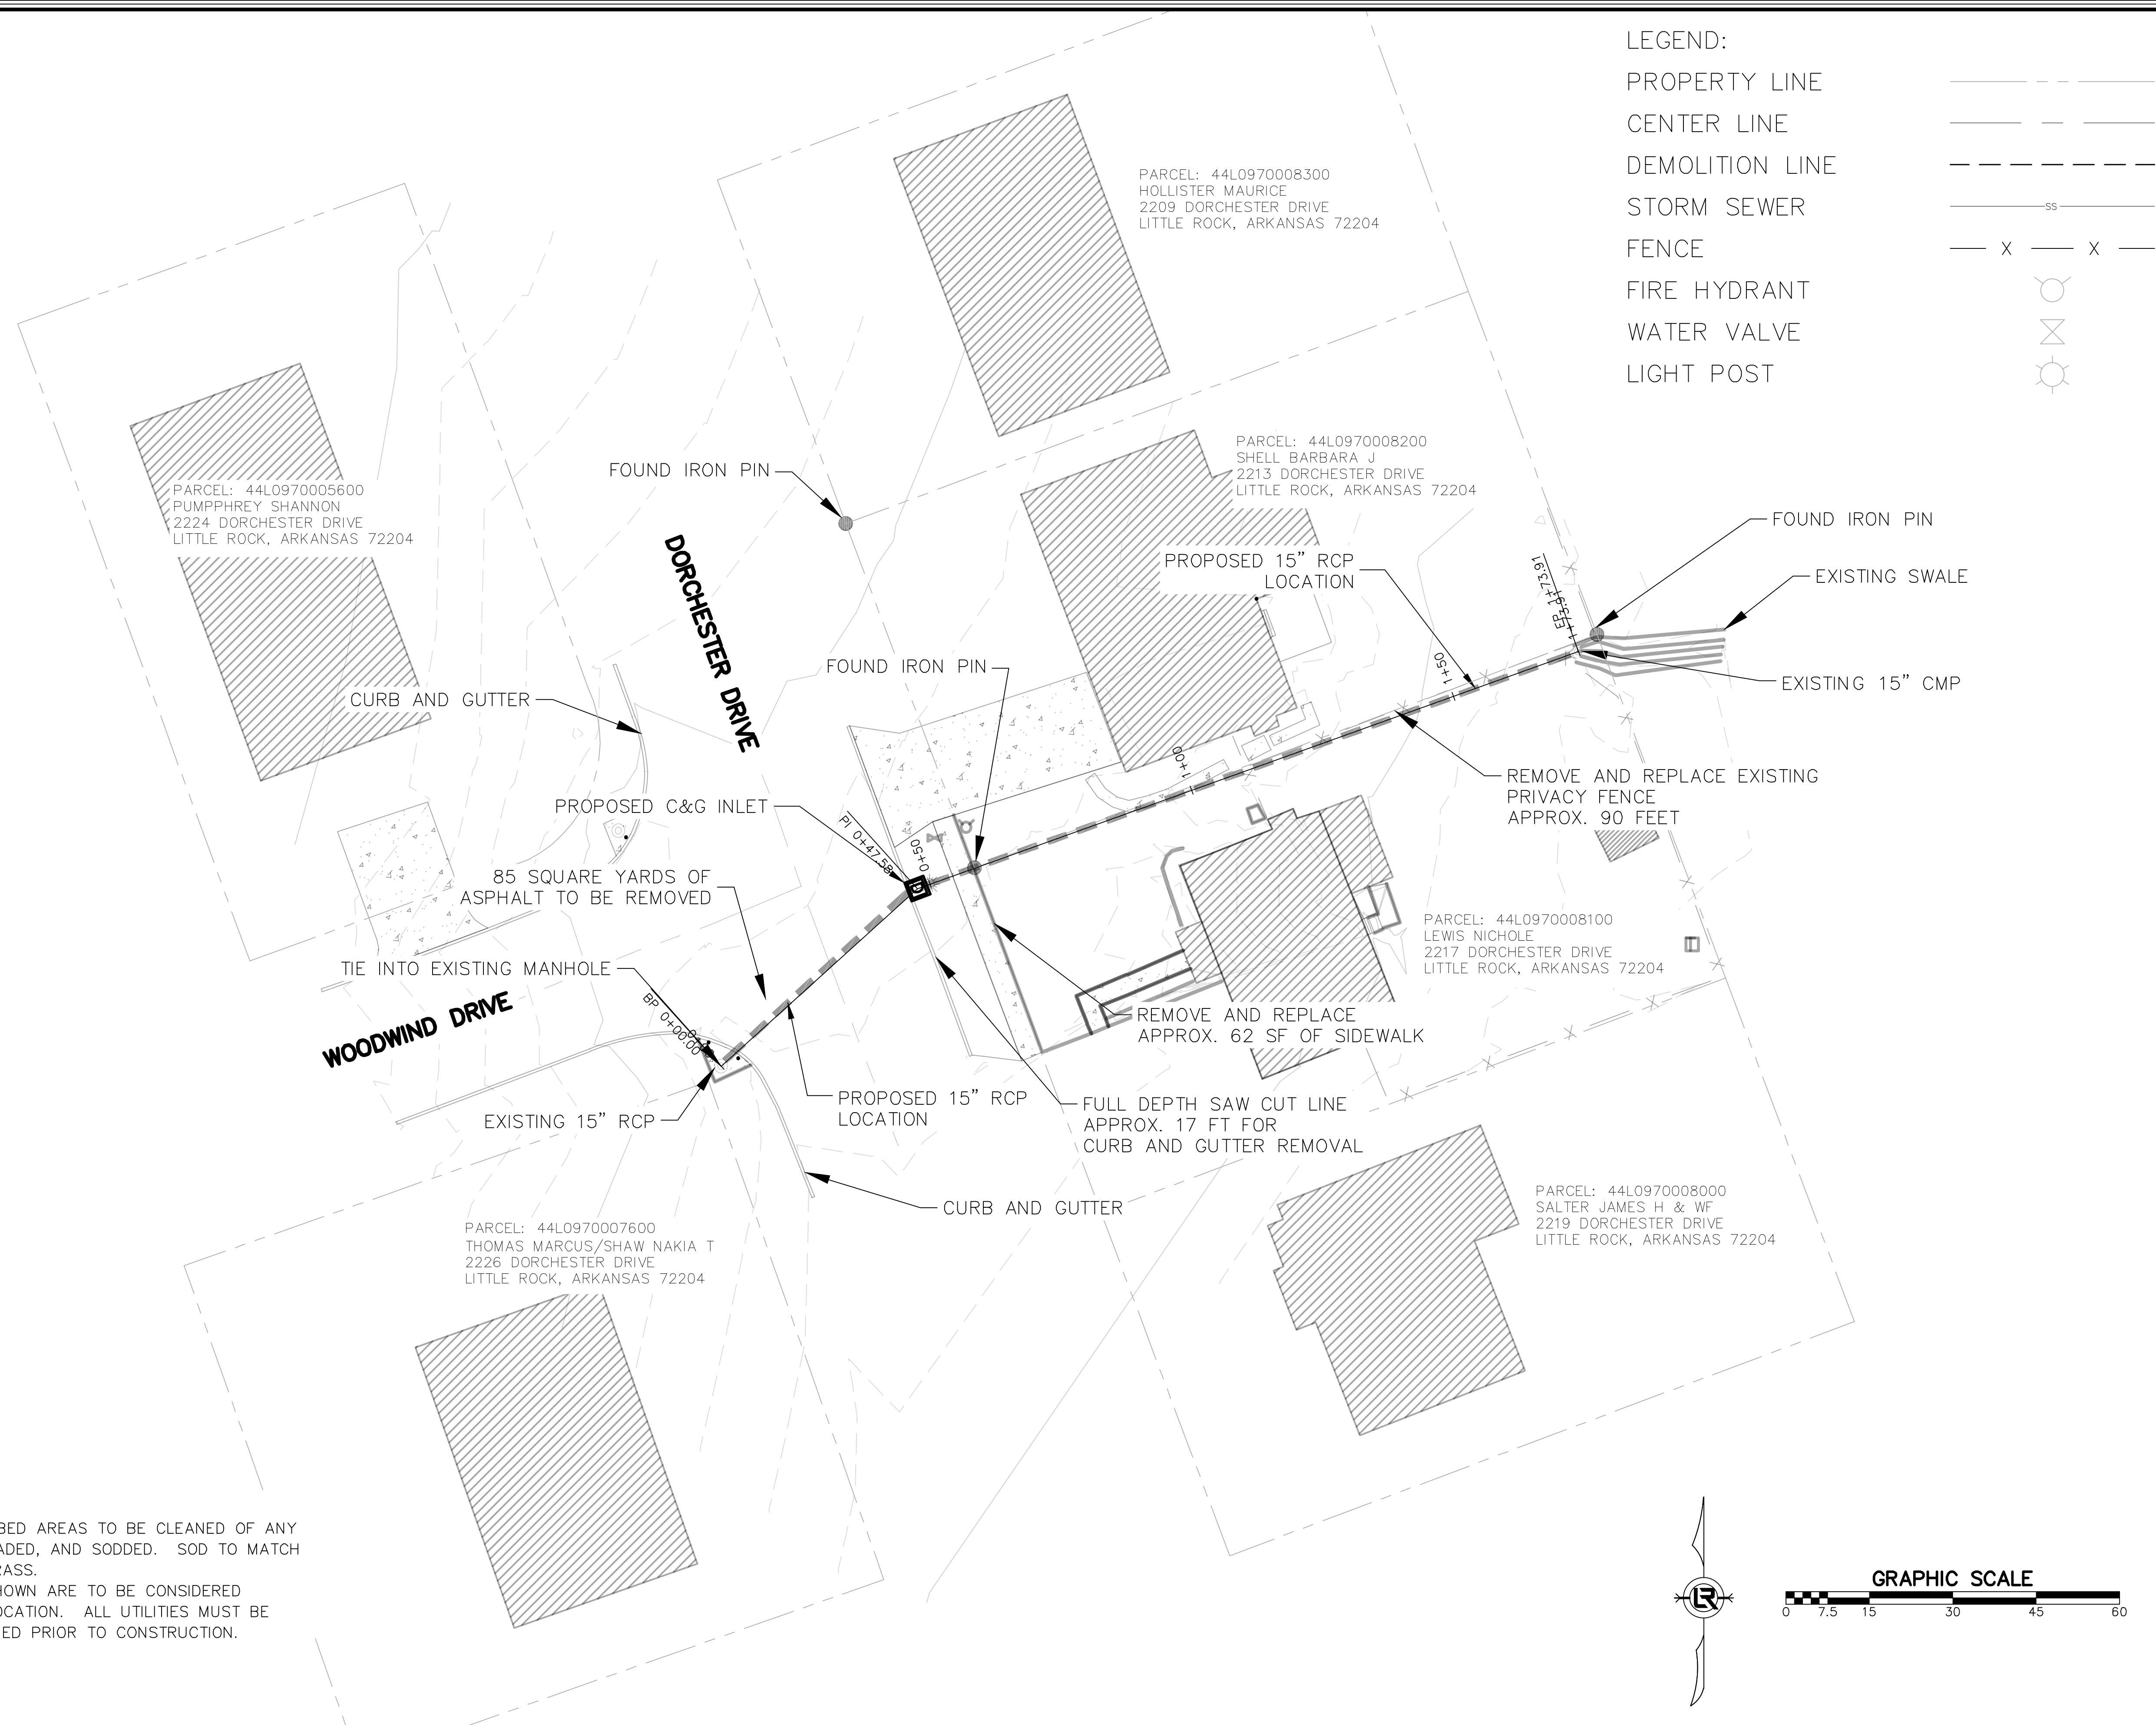 LEGEND:
PROPERTY LINE
CENTER LINE
DEMOLITION LINE
STORM SEWER
SS
FENCE
X X
FIRE HYDRANT
WATER VALVE
LIGHT POST
PARCEL: 44L0970008300
HOLLISTER MAURICE
2209 DORCHESTER DRIVE
LITTLE ROCK, ARKANSAS 72204
PARCEL: 44L0970008200
SHELL BARBARA J
2213 DORCHESTER DRIVE
LITTLE ROCK, ARKANSAS 72204
FOUND IRON PIN
PARCEL: 44L0970005600
PUMPPHREY SHANNON
2224 DORCHESTER DRIVE
LITTLE ROCK, ARKANSAS 72204
DORCHESTER DRIVE
PROPOSED 15" RCP
LOCATION
EP 1+73.91
FOUND IRON PIN
EXISTING SWALE
EXISTING 15" CMP
FOUND IRON PIN
CURB AND GUTTER
1+50
1+00
REMOVE AND REPLACE EXISTING
PRIVACY FENCE
APPROX. 90 FEET
PROPOSED C&G INLET
PI 0+47.58
0+50
85 SQUARE YARDS OF
ASPHALT TO BE REMOVED
PARCEL: 44L0970008100
LEWIS NICHOLE
2217 DORCHESTER DRIVE
LITTLE ROCK, ARKANSAS 72204
TIE INTO EXISTING MANHOLE
WOODWIND DRIVE
BP 0+00.00
REMOVE AND REPLACE
APPROX. 62 SF OF SIDEWALK
EXISTING 15" RCP
PROPOSED 15" RCP
LOCATION
FULL DEPTH SAW CUT LINE
APPROX. 17 FT FOR
CURB AND GUTTER REMOVAL
CURB AND GUTTER
PARCEL: 44L0970007600
THOMAS MARCUS/SHAW NAKIA T
2226 DORCHESTER DRIVE
LITTLE ROCK, ARKANSAS 72204
PARCEL: 44L0970008000
SALTER JAMES H & WF
2219 DORCHESTER DRIVE
LITTLE ROCK, ARKANSAS 72204
BED AREAS TO BE CLEANED OF ANY
ADED, AND SODDED. SOD TO MATCH
RASS.
HOWN ARE TO BE CONSIDERED
OCATION. ALL UTILITIES MUST BE
ED PRIOR TO CONSTRUCTION.
LR
GRAPHIC SCALE
0 7.5 15 30 45 60